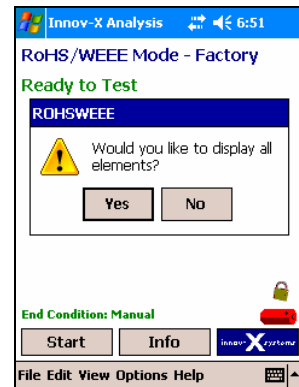 Innov-X Analysis 6:51
RoHS/WEEE Mode - Factory
Ready to Test
ROHSWEEE
Would you like to display all
elements?
Yes No
End Condition: Manual
Start Info innov-X systems
File Edit View Options Help